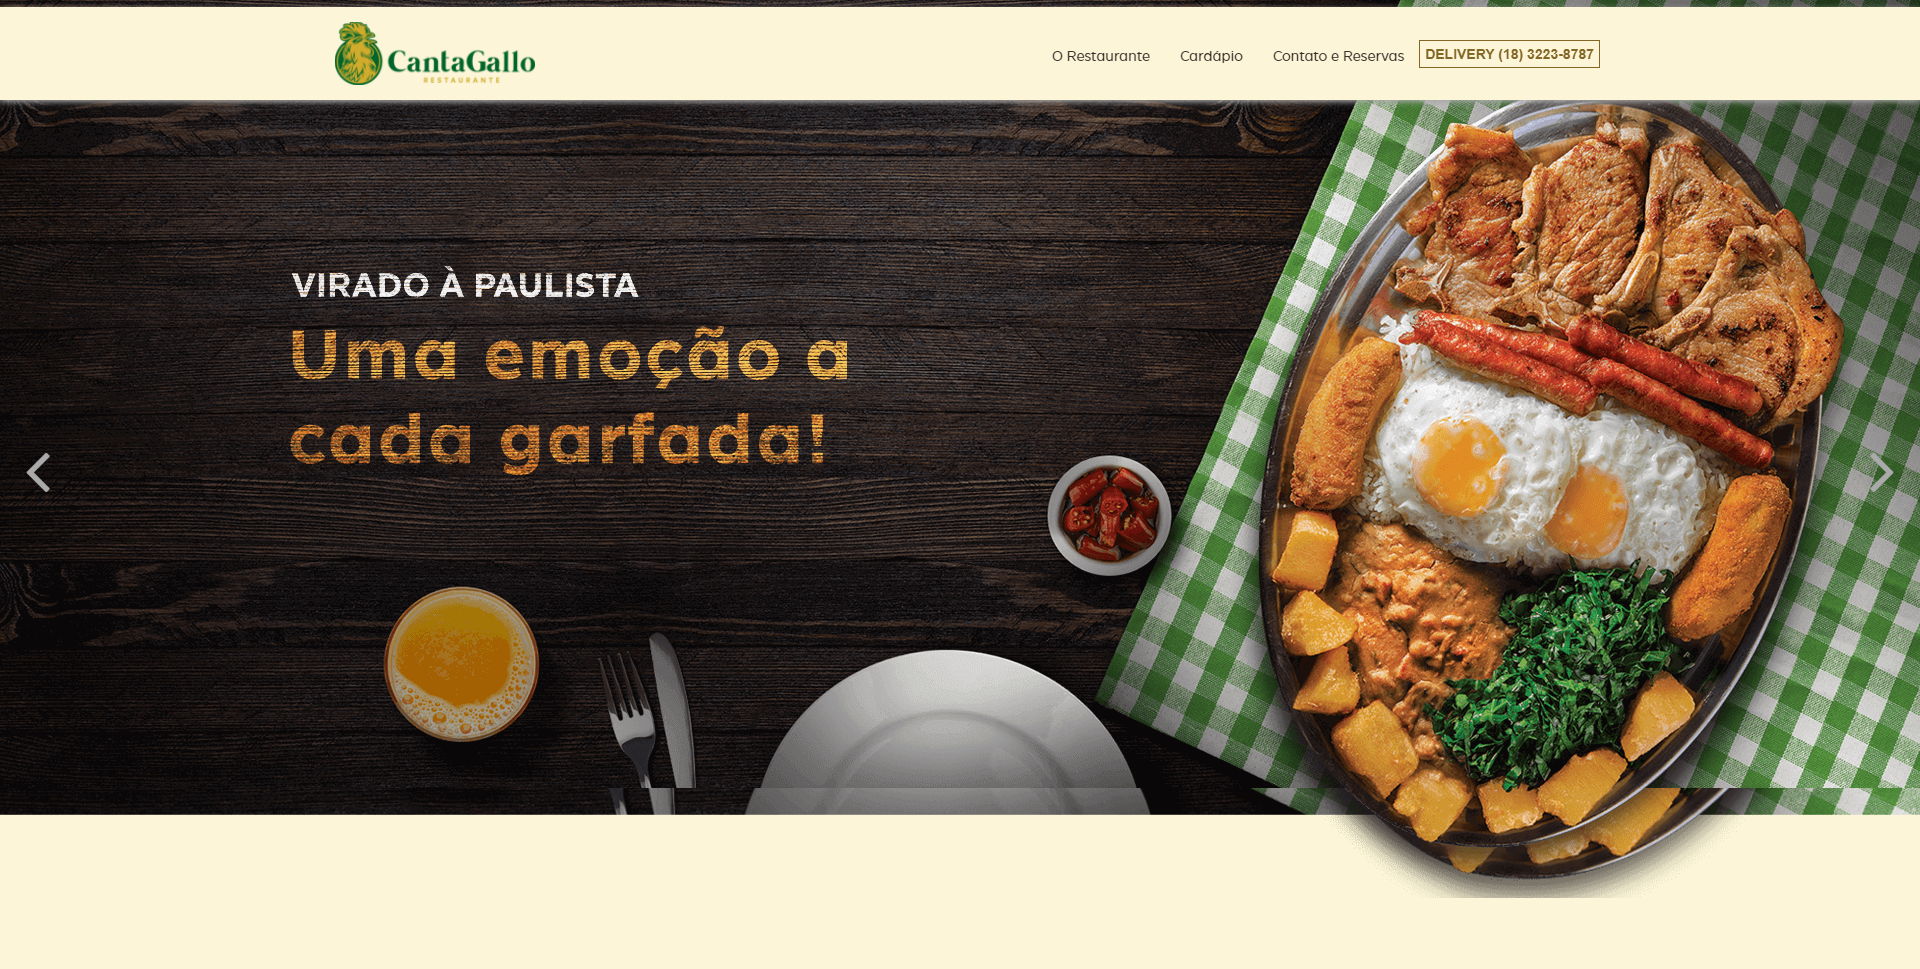 CantaGallo
RESTAURANTE
O Restaurante
Cardápio
Contato e Reservas
DELIVERY (18) 3223-8787
VIRADO À PAULISTA
Uma emoção a
cada garfada!